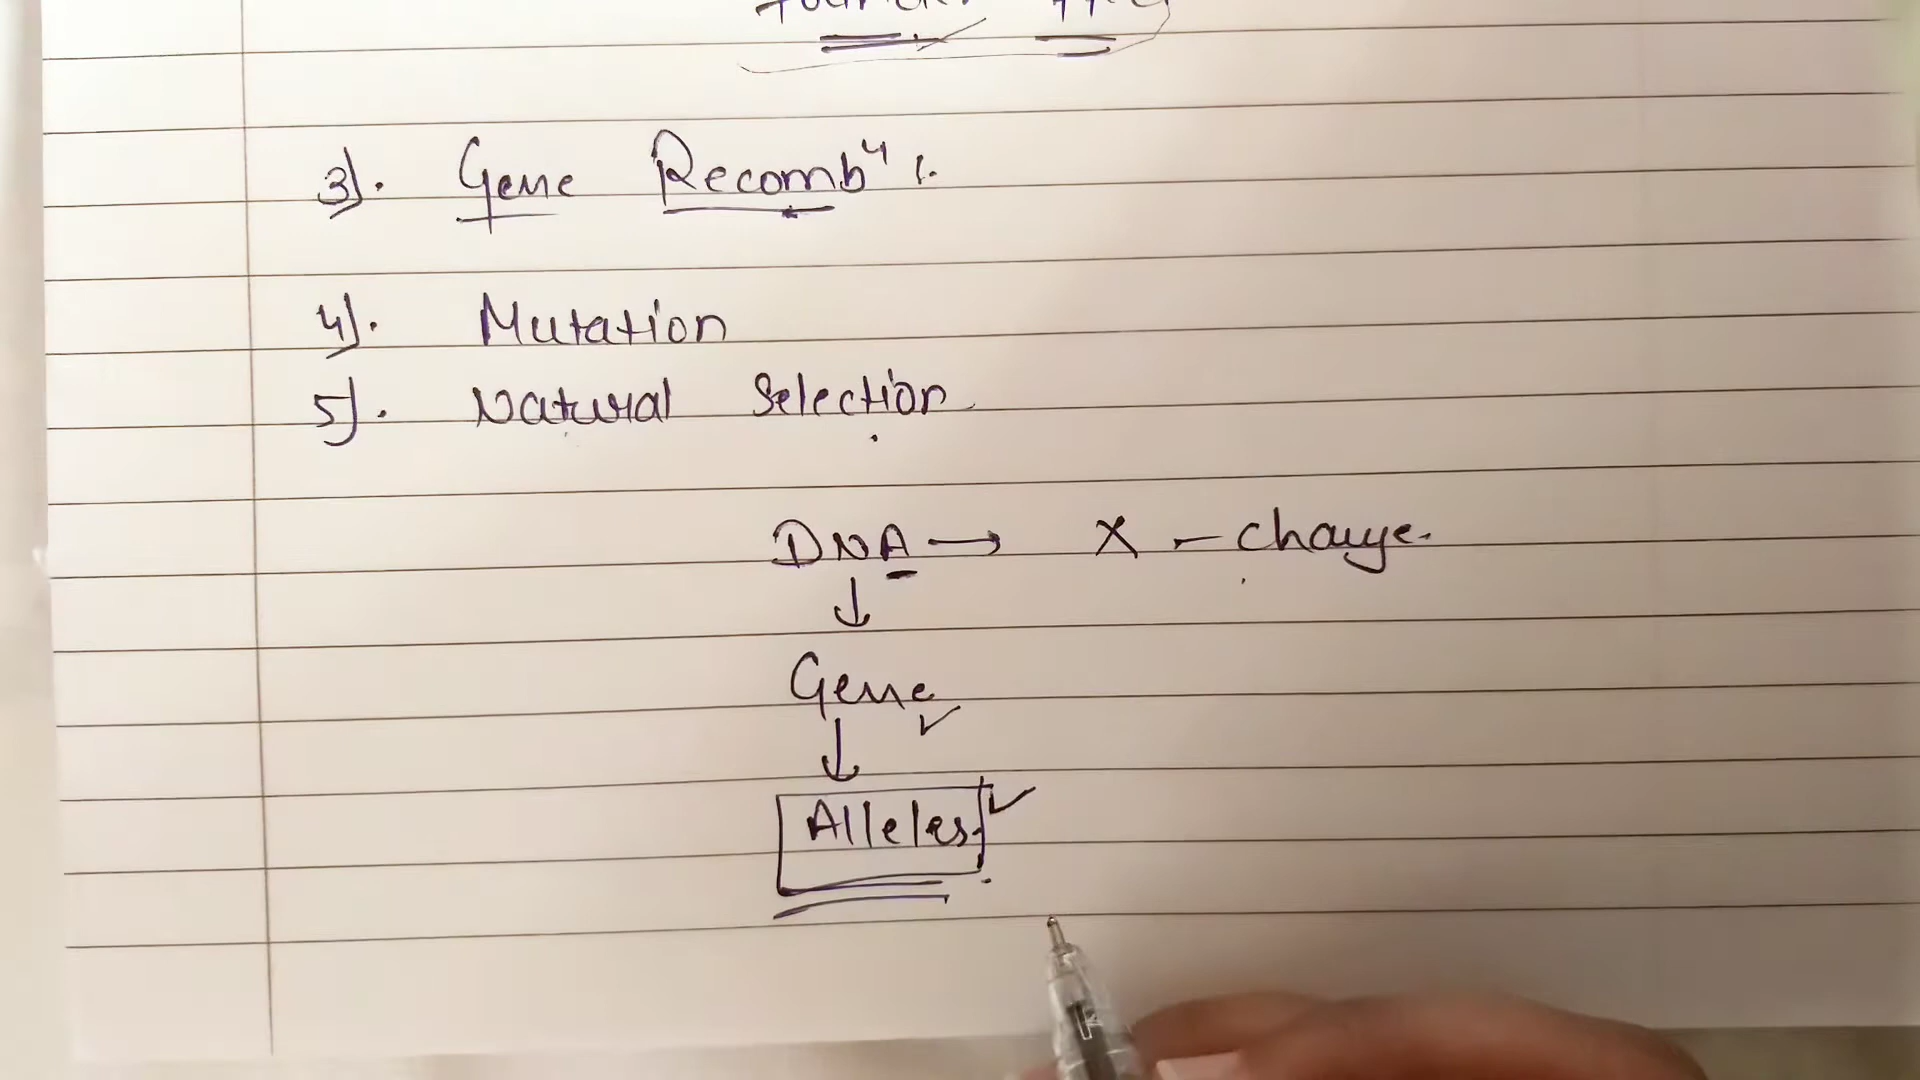 3). Gene Recombⁿ :.
4). Mutation
5). Natural Selection
DNA → X - change.
↓
Gene ✓
↓
Alleles. ✓